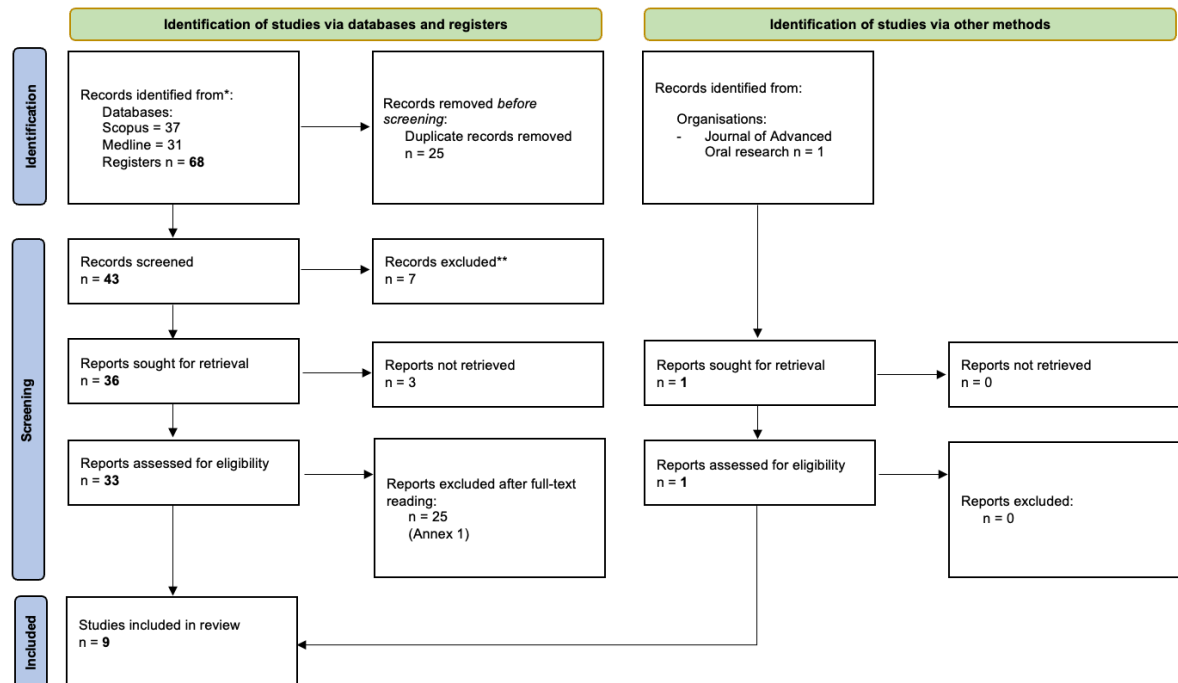 Identification of studies via databases and registers
Identification of studies via other methods
Identification
Records identified from*:
Databases:
Scopus = 37
Medline = 31
Registers n = 68
Records removed before
screening:
Duplicate records removed
n = 25
Records identified from:
Organisations:
- Journal of Advanced
Oral research n = 1
Screening
Records screened
n = 43
Records excluded**
n = 7
Reports sought for retrieval
n = 36
Reports not retrieved
n = 3
Reports sought for retrieval
n = 1
Reports not retrieved
n = 0
Reports assessed for eligibility
n = 33
Reports excluded after full-text
reading:
n = 25
(Annex 1)
Reports assessed for eligibility
n = 1
Reports excluded:
n = 0
Included
Studies included in review
n = 9